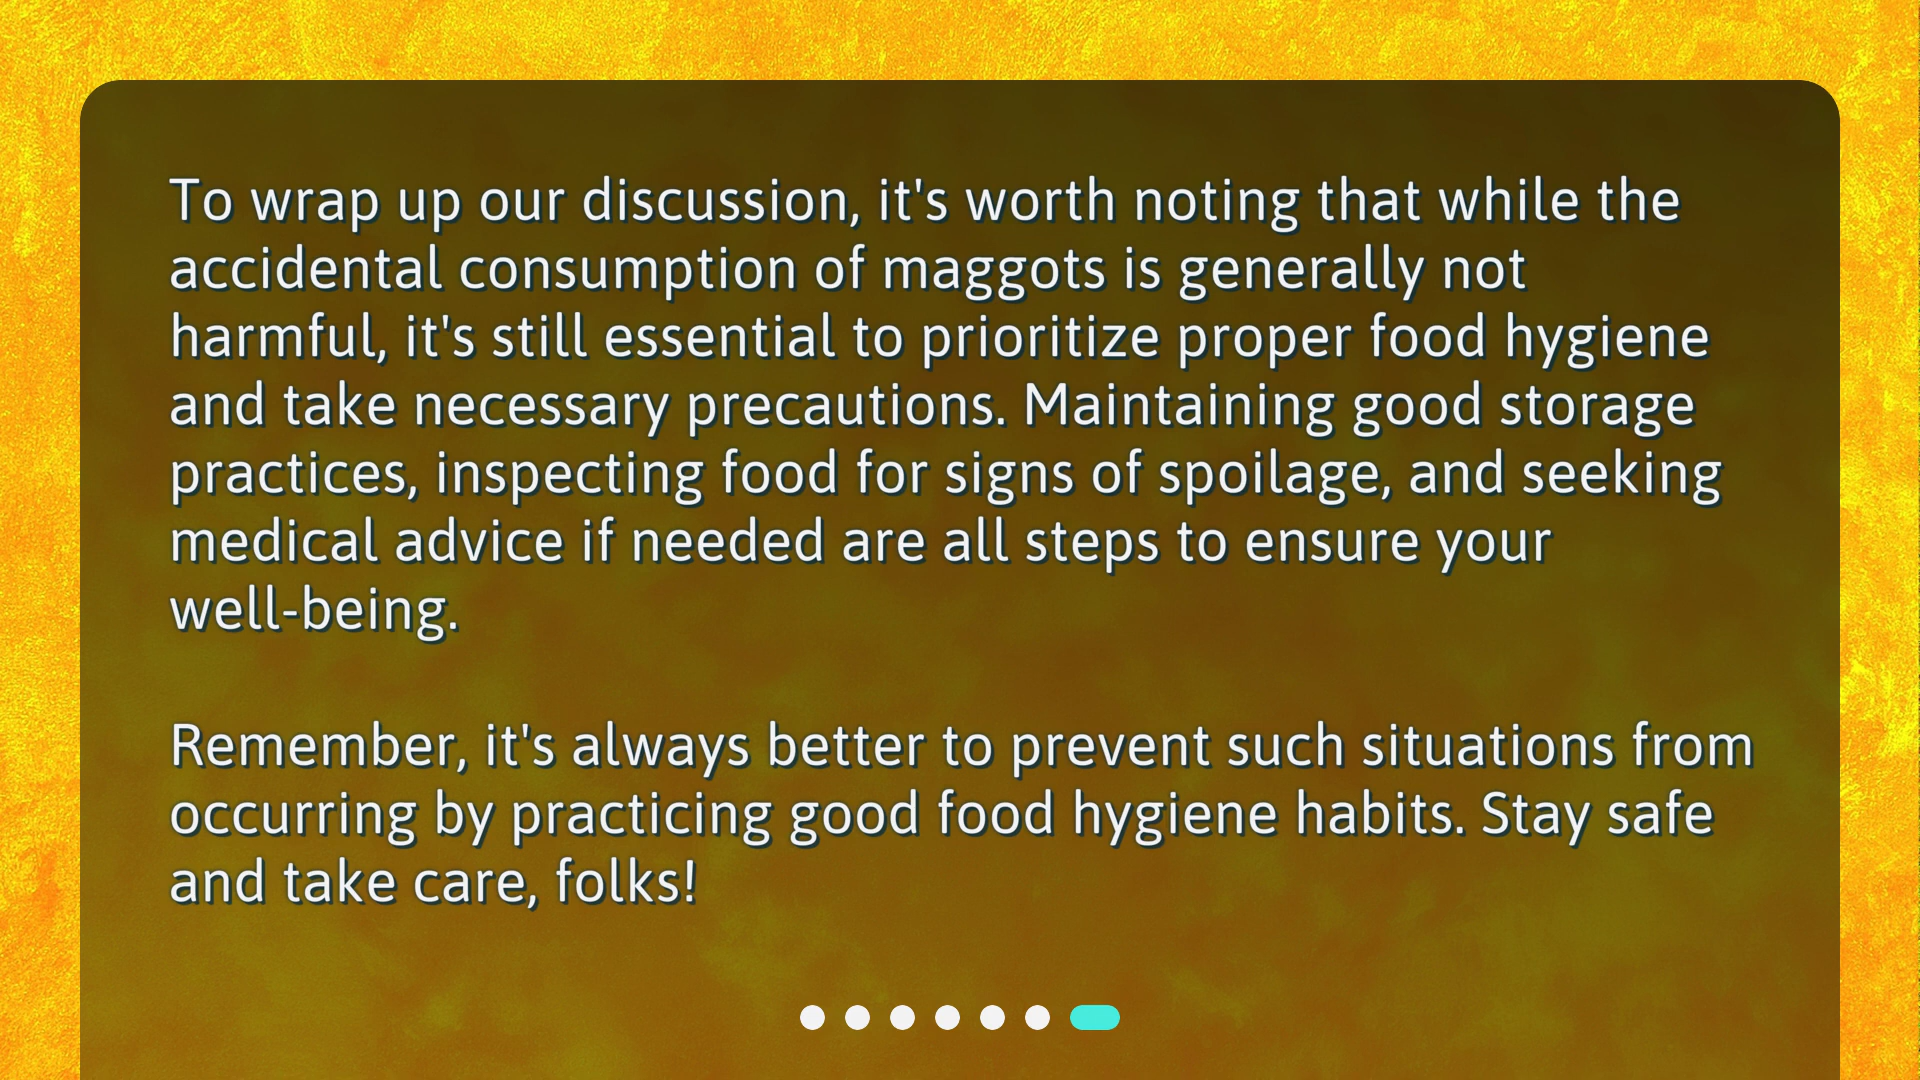 To wrap up our discussion, it's worth noting that while the
accidental consumption of maggots is generally not
harmful, it's still essential to prioritize proper food hygiene
and take necessary precautions. Maintaining good storage
practices, inspecting food for signs of spoilage, and seeking
medical advice if needed are all steps to ensure your
well-being.
Remember, it's always better to prevent such situations from
occurring by practicing good food hygiene habits. Stay safe
and take care, folks!